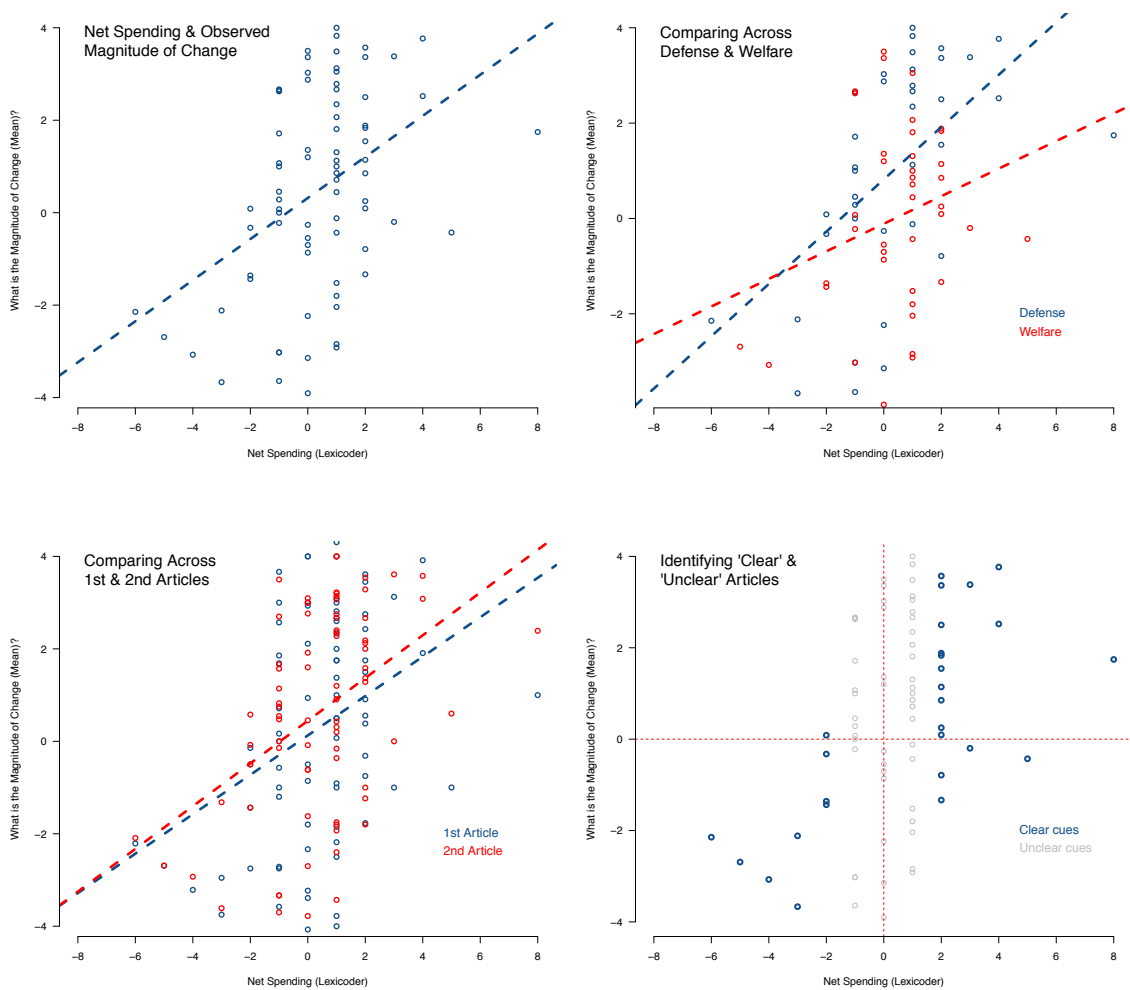 Net Spending & Observed
Magnitude of Change
What is the Magnitude of Change (Mean)?
4
2
0
−2
−4
−8 −6 −4 −2 0 2 4 6 8
Net Spending (Lexicoder)
Comparing Across
Defense & Welfare
What is the Magnitude of Change (Mean)?
4
2
0
−2
Defense
Welfare
−8 −6 −4 −2 0 2 4 6 8
Net Spending (Lexicoder)
Comparing Across
1st & 2nd Articles
What is the Magnitude of Change (Mean)?
4
2
0
−2
−4
1st Article
2nd Article
−8 −6 −4 −2 0 2 4 6 8
Net Spending (Lexicoder)
Identifying 'Clear' &
'Unclear' Articles
What is the Magnitude of Change (Mean)?
4
2
0
−2
−4
Clear cues
Unclear cues
−8 −6 −4 −2 0 2 4 6 8
Net Spending (Lexicoder)